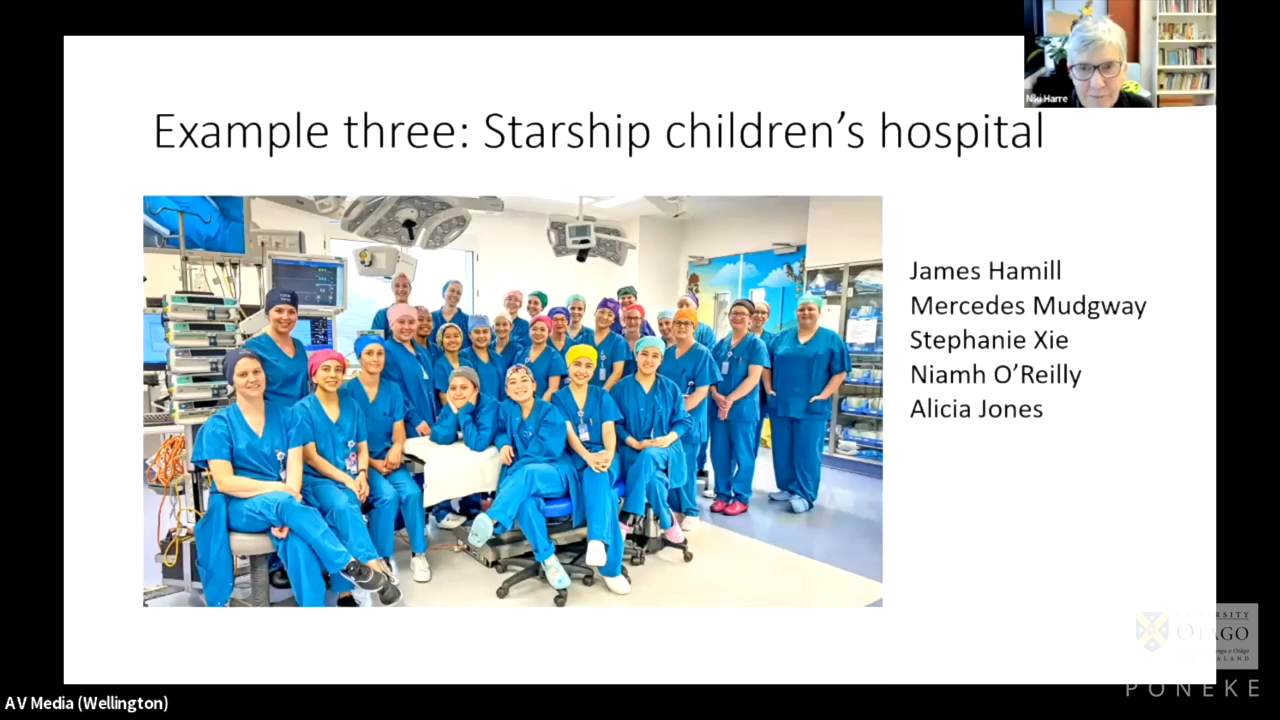 Niki Harre
Example three: Starship children's hospital
James Hamill
Mercedes Mudgway
Stephanie Xie
Niamh O'Reilly
Alicia Jones
OTAGO
PONEKE
AV Media (Wellington)